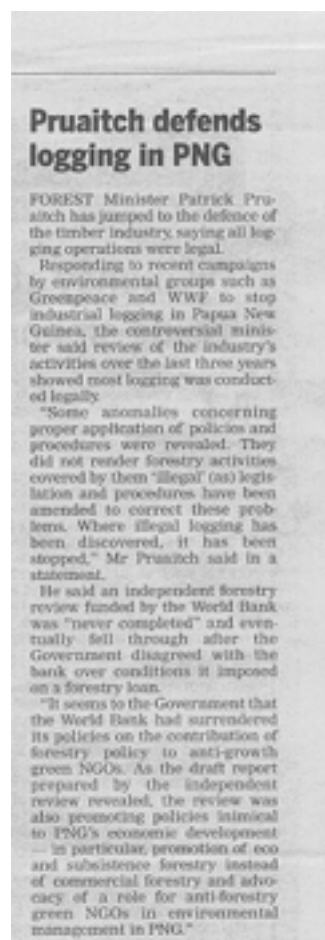 Pruaitch defends
logging in PNG
FOREST Minister Patrick Pru-
aitch has jumped to the defence of
the timber industry, saying all log-
ging operations were legal.
Responding to recent campaigns
by environmental groups such as
Greenpeace and WWF to stop
industrial logging in Papua New
Guinea, the controversial minis-
ter said review of the industry's
activities over the last three years
showed most logging was conduct-
ed legally.
"Some anomalies concerning
proper application of policies and
procedures were revealed. They
did not render forestry activities
covered by them 'illegal' (as) legis-
lation and procedures have been
amended to correct these prob-
lems. Where illegal logging has
been discovered, it has been
stopped," Mr Pruaitch said in a
statement.
He said an independent forestry
review funded by the World Bank
was "never completed" and even-
tually fell through after the
Government disagreed with the
bank over conditions it imposed
on a forestry loan.
"It seems to the Government that
the World Bank had surrendered
its policies on the contribution of
forestry policy to anti-growth
green NGOs. As the draft report
prepared by the independent
review revealed, the review was
also promoting policies inimical
to PNG's economic development
— in particular, promotion of eco
and subsistence forestry instead
of commercial forestry and advo-
cacy of a role for anti-forestry
green NGOs in environmental
management in PNG."